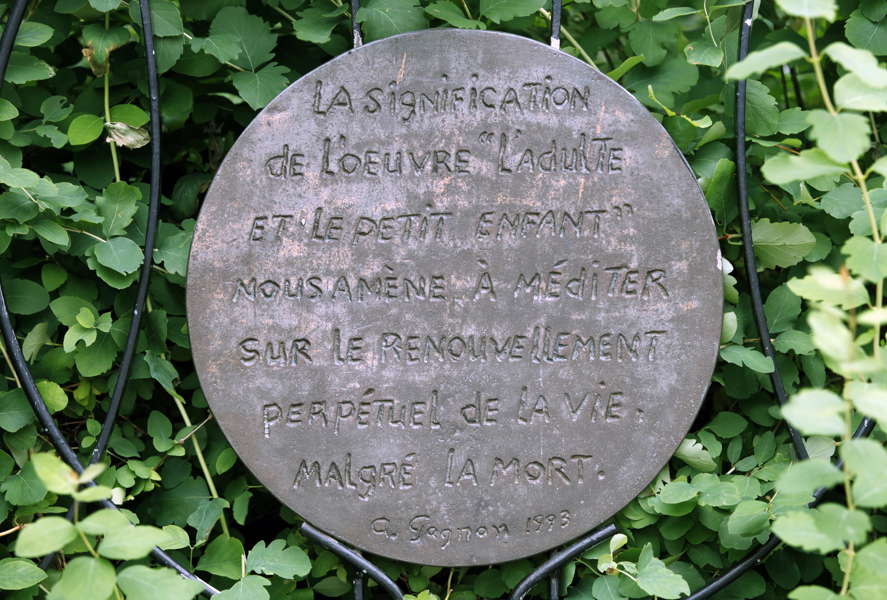 LA signiFICATION
de L'OEUVRE "L'AdulTE
ET LE PETIT ENFANT"
NOUS AMÈNE À MÉdiTER
SUR lE RENOUVEllEMENT
PERPÉTUEL de LA VIE.
MAlgRÉ lA MORT.
a. Gagnon 1993